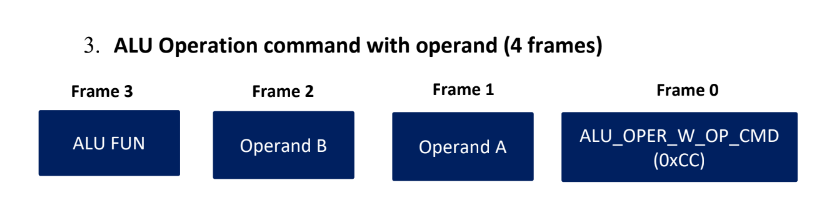 3. ALU Operation command with operand (4 frames)
Frame 3 Frame 2 Frame 1 Frame 0
ALU FUN Operand B Operand A ALU_OPER_W_OP_CMD
(0xCC)